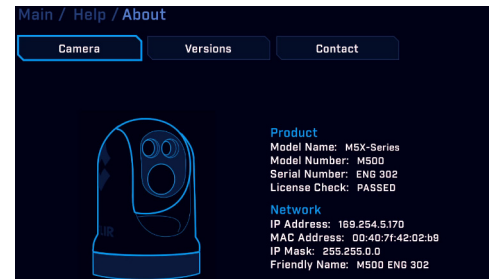 Main / Help / About
Camera
Versions
Contact
Product
Model Name: M5X-Series
Model Number: M500
Serial Number: ENG 302
License Check: PASSED
Network
IP Address: 169.254.5.170
MAC Address: 00:40:7f:42:02:b9
IP Mask: 255.255.0.0
Friendly Name: M500 ENG 302